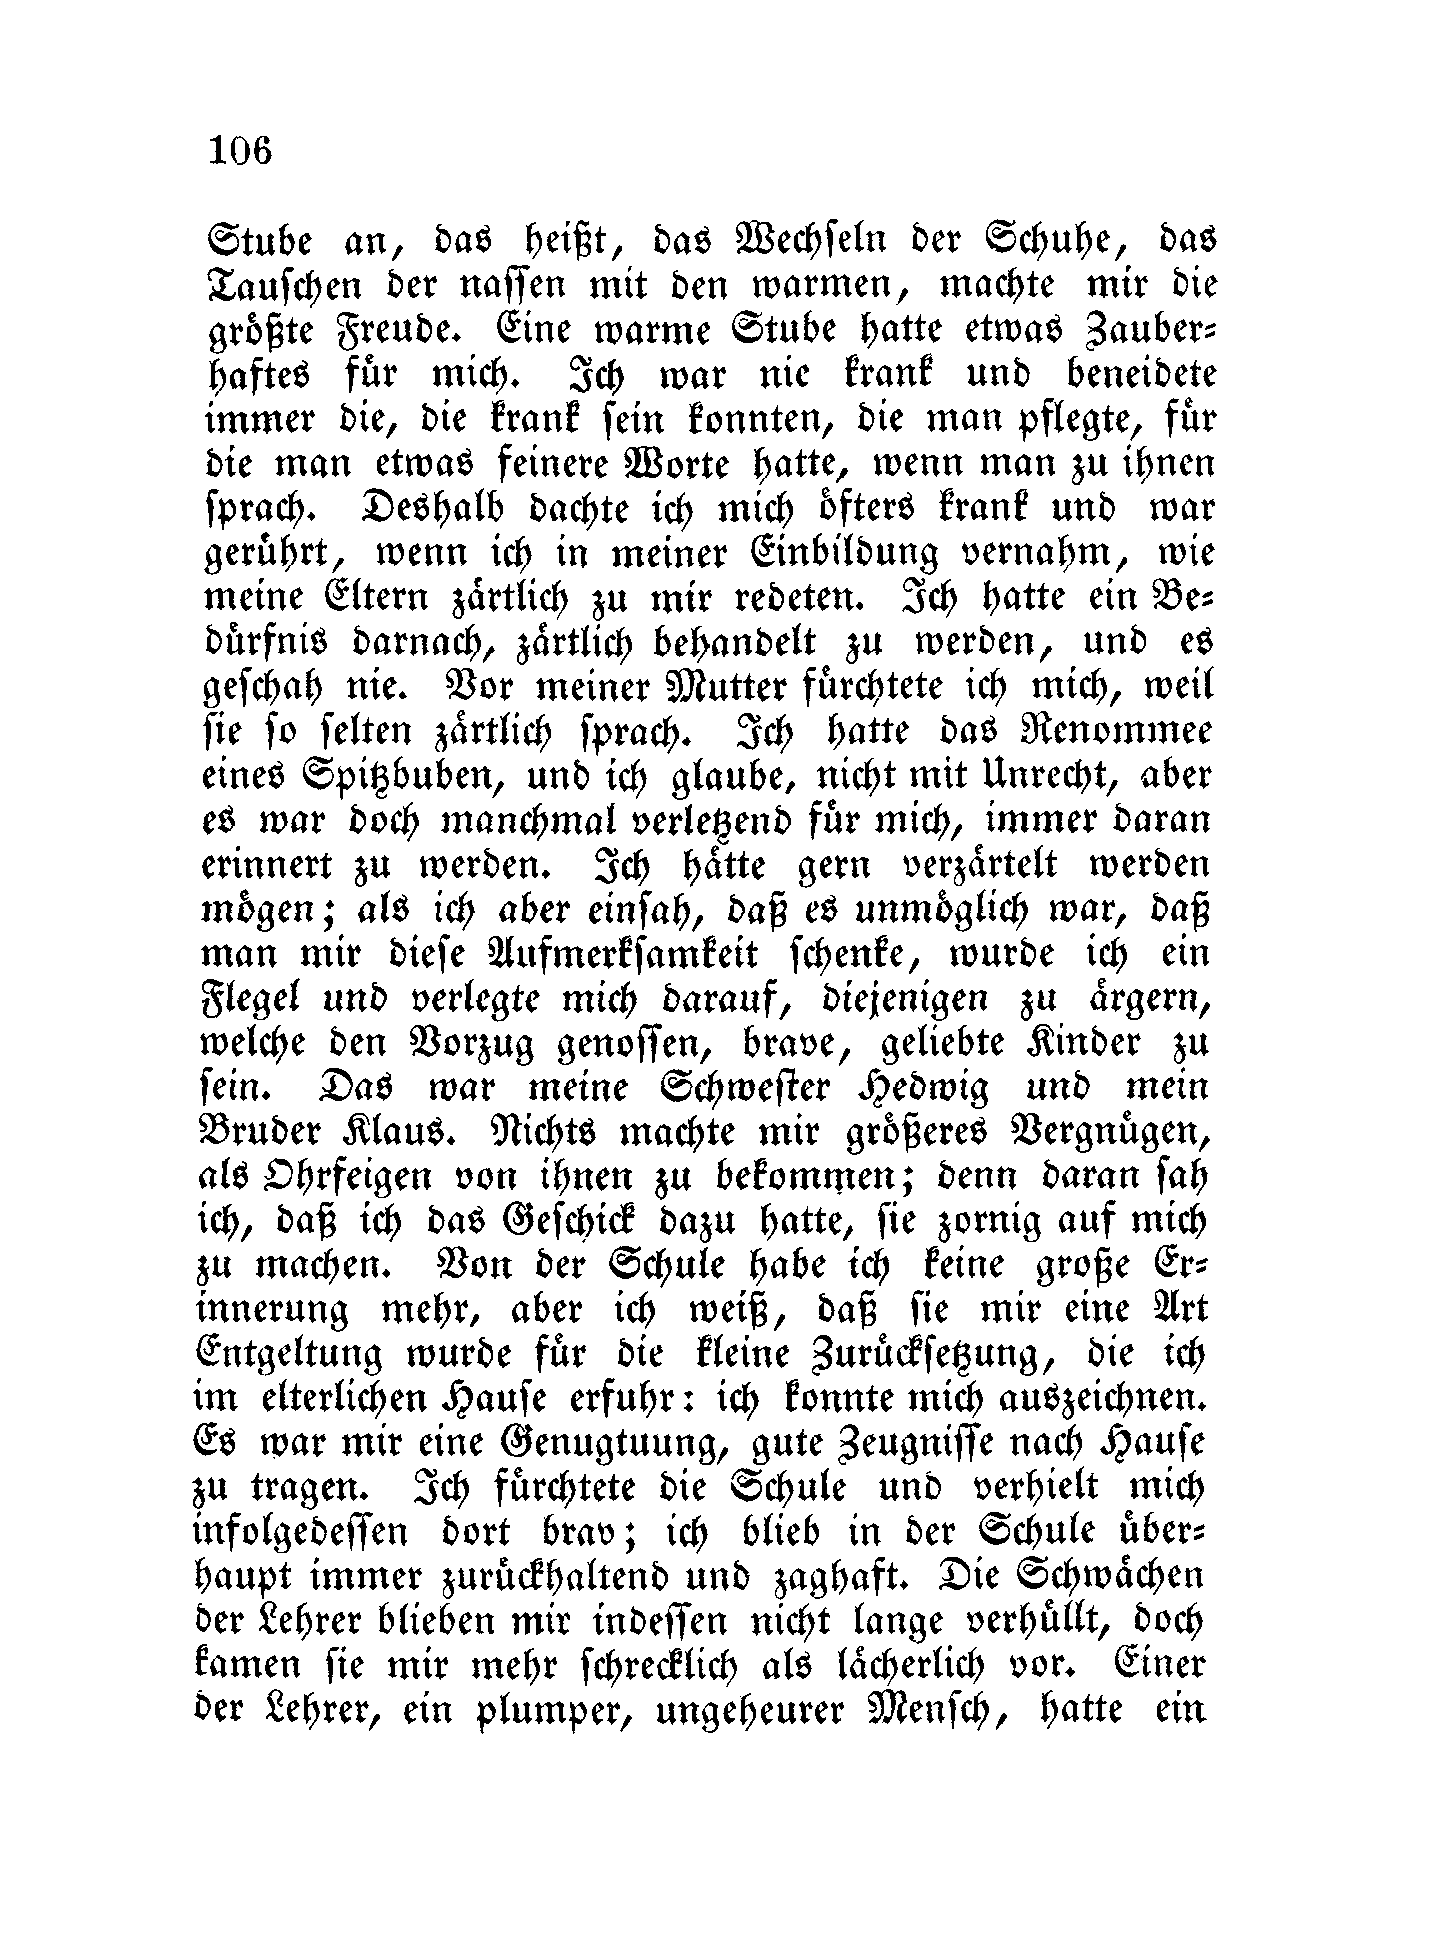 106
Stube an, das heißt, das Wechseln der Schuhe, das
Tauschen der nassen mit den warmen, machte mir die
größte Freude. Eine warme Stube hatte etwas Zauber-
haftes für mich. Ich war nie krank und beneidete
immer die, die krank sein konnten, die man pflegte, für
die man etwas feinere Worte hatte, wenn man zu ihnen
sprach. Deshalb dachte ich mich öfters krank und war
gerührt, wenn ich in meiner Einbildung vernahm, wie
meine Eltern zärtlich zu mir redeten. Ich hatte ein Be-
dürfnis darnach, zärtlich behandelt zu werden, und es
geschah nie. Vor meiner Mutter fürchtete ich mich, weil
sie so selten zärtlich sprach. Ich hatte das Renommee
eines Spitzbuben, und ich glaube, nicht mit Unrecht, aber
es war doch manchmal verletzend für mich, immer daran
erinnert zu werden. Ich hätte gern verzärtelt werden
mögen; als ich aber einsah, daß es unmöglich war, daß
man mir diese Aufmerksamkeit schenke, wurde ich ein
Flegel und verlegte mich darauf, diejenigen zu ärgern,
welche den Vorzug genossen, brave, geliebte Kinder zu
sein. Das war meine Schwester Hedwig und mein
Bruder Klaus. Nichts machte mir größeres Vergnügen,
als Ohrfeigen von ihnen zu bekommen; denn daran sah
ich, daß ich das Geschick dazu hatte, sie zornig auf mich
zu machen. Von der Schule habe ich keine große Er-
innerung mehr, aber ich weiß, daß sie mir eine Art
Entgeltung wurde für die kleine Zurücksetzung, die ich
im elterlichen Hause erfuhr: ich konnte mich auszeichnen.
Es war mir eine Genugtuung, gute Zeugnisse nach Hause
zu tragen. Ich fürchtete die Schule und verhielt mich
infolgedessen dort brav; ich blieb in der Schule über-
haupt immer zurückhaltend und zaghaft. Die Schwächen
der Lehrer blieben mir indessen nicht lange verhüllt, doch
kamen sie mir mehr schrecklich als lächerlich vor. Einer
der Lehrer, ein plumper, ungeheurer Mensch, hatte ein